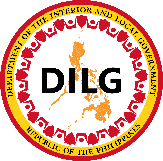 DEPARTMENT OF THE INTERIOR AND LOCAL GOVERNMENT
DILG
REPUBLIC OF THE PHILIPPINES